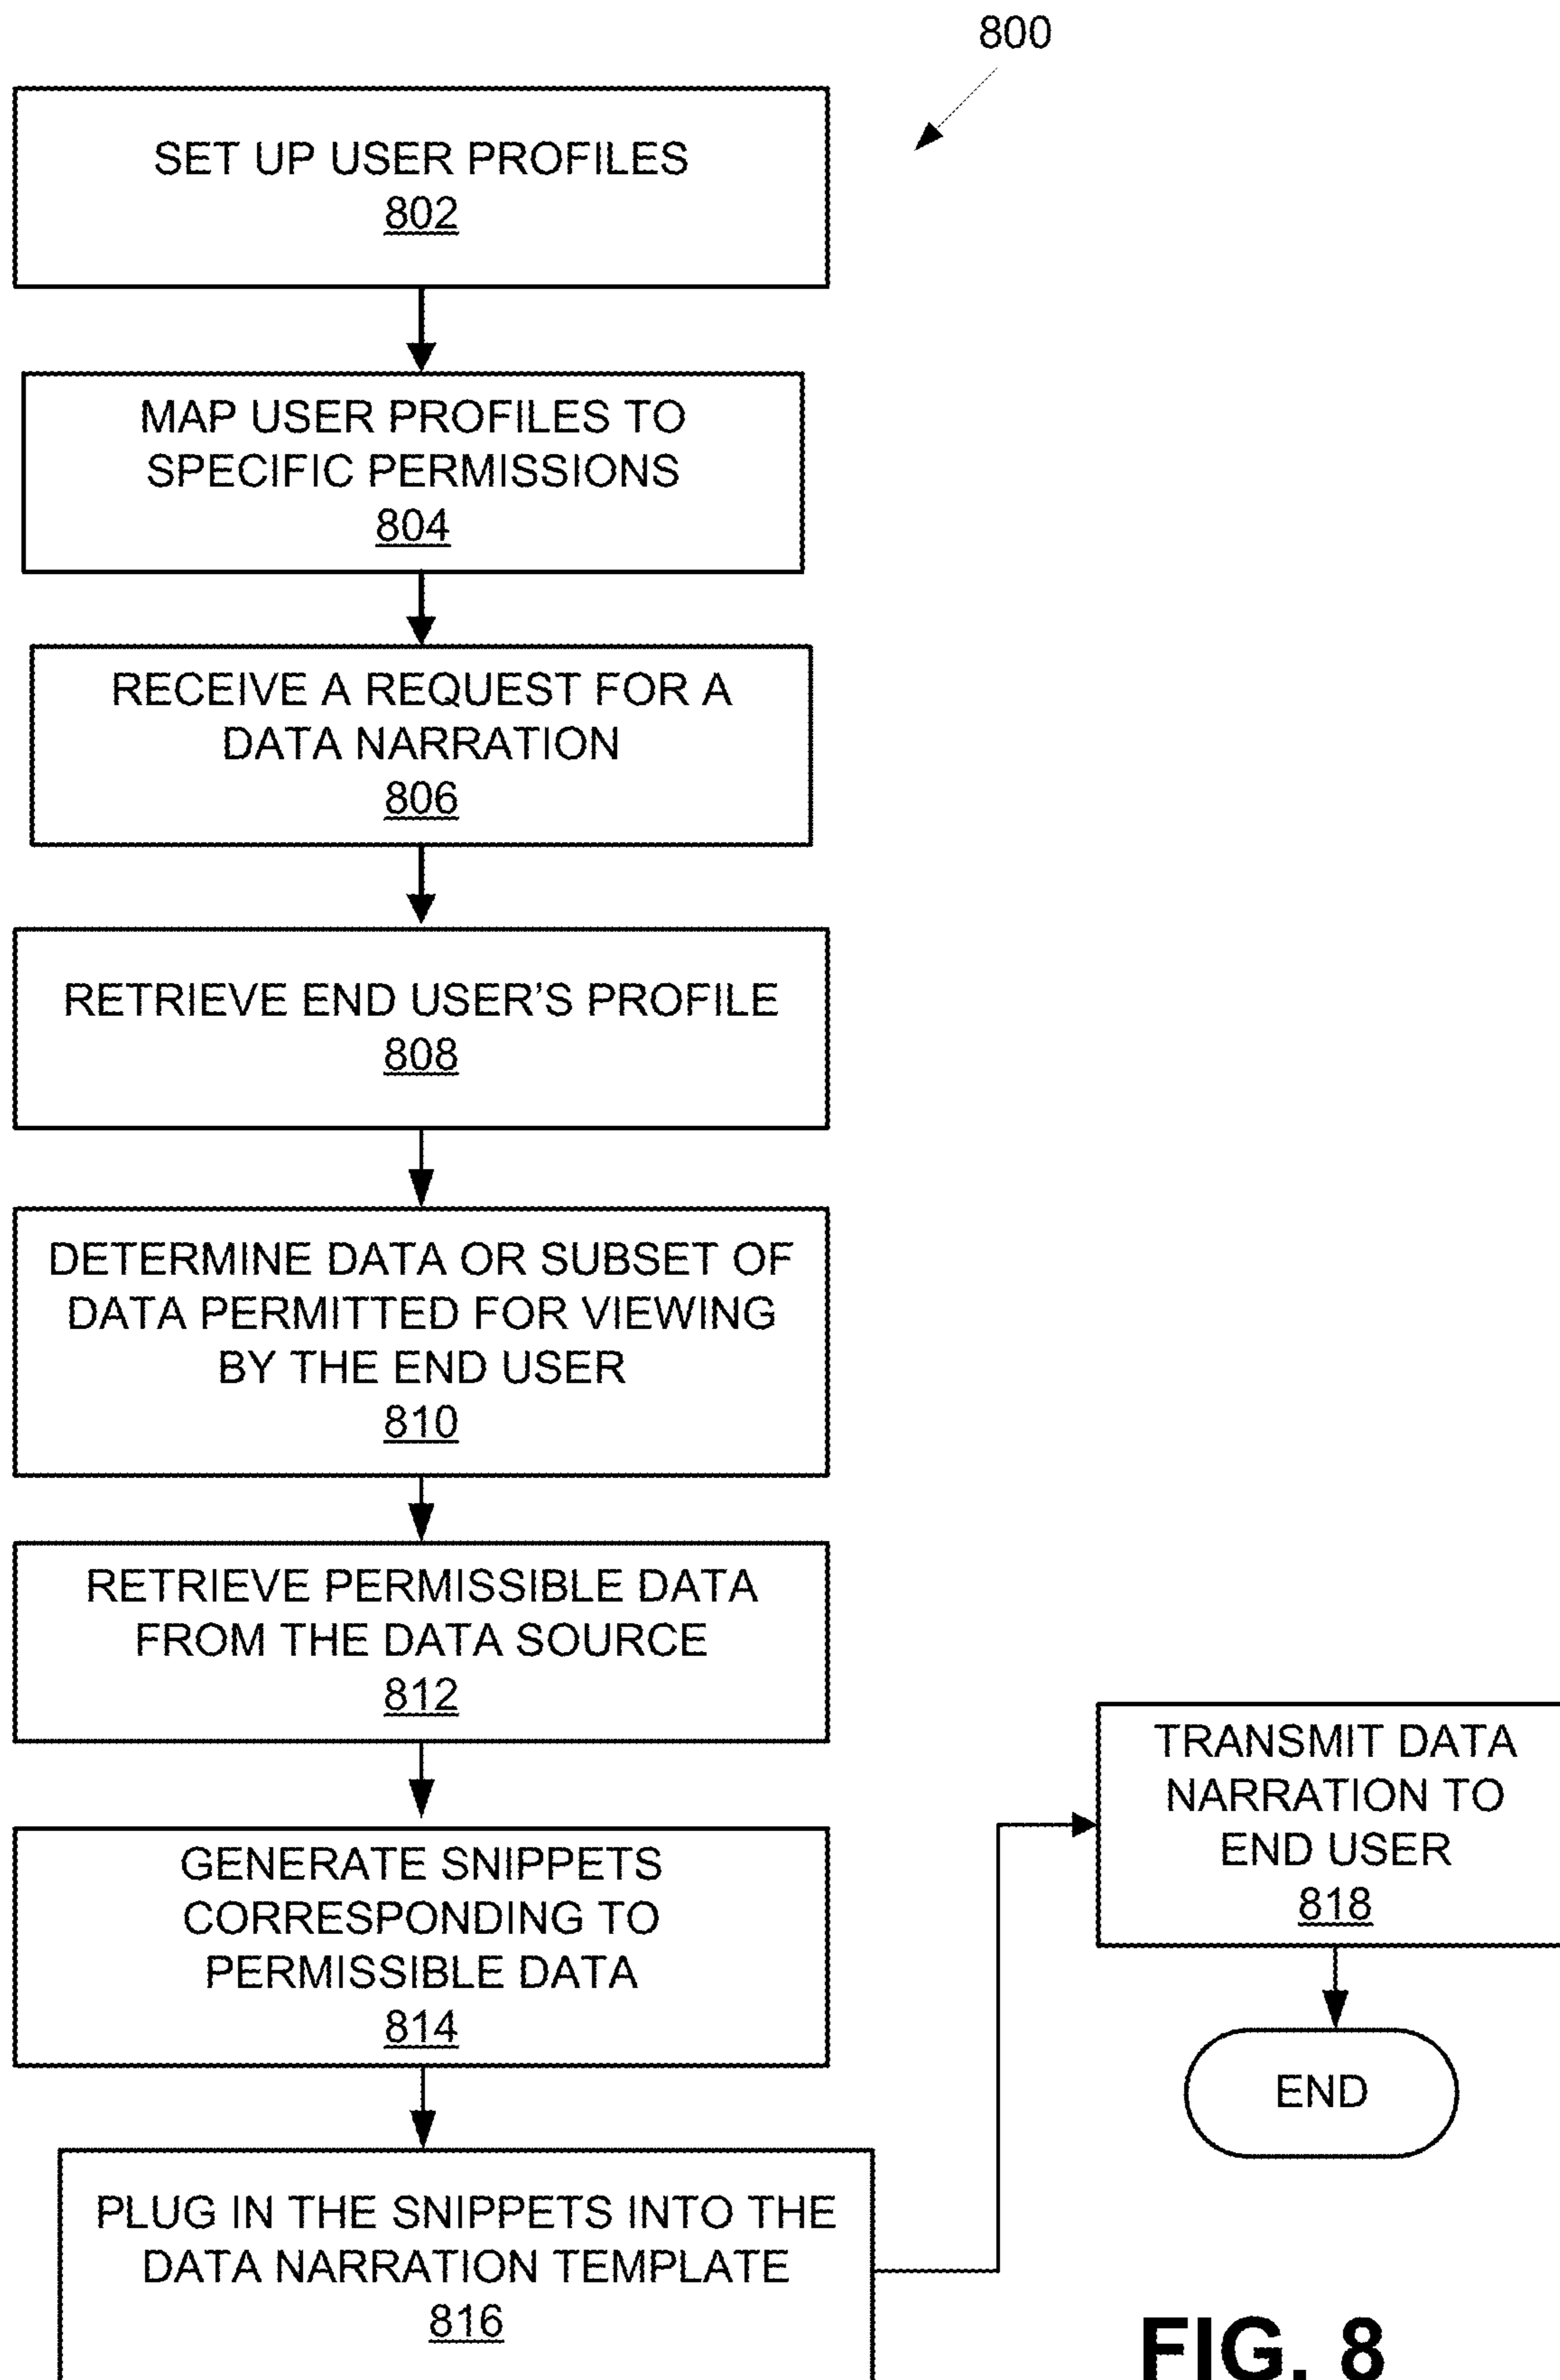 800
SET UP USER PROFILES
802
MAP USER PROFILES TO
SPECIFIC PERMISSIONS
804
RECEIVE A REQUEST FOR A
DATA NARRATION
806
RETRIEVE END USER'S PROFILE
808
DETERMINE DATA OR SUBSET OF
DATA PERMITTED FOR VIEWING
BY THE END USER
810
RETRIEVE PERMISSIBLE DATA
FROM THE DATA SOURCE
812
GENERATE SNIPPETS
CORRESPONDING TO
PERMISSIBLE DATA
814
PLUG IN THE SNIPPETS INTO THE
DATA NARRATION TEMPLATE
816
TRANSMIT DATA
NARRATION TO
END USER
818
END
FIG. 8